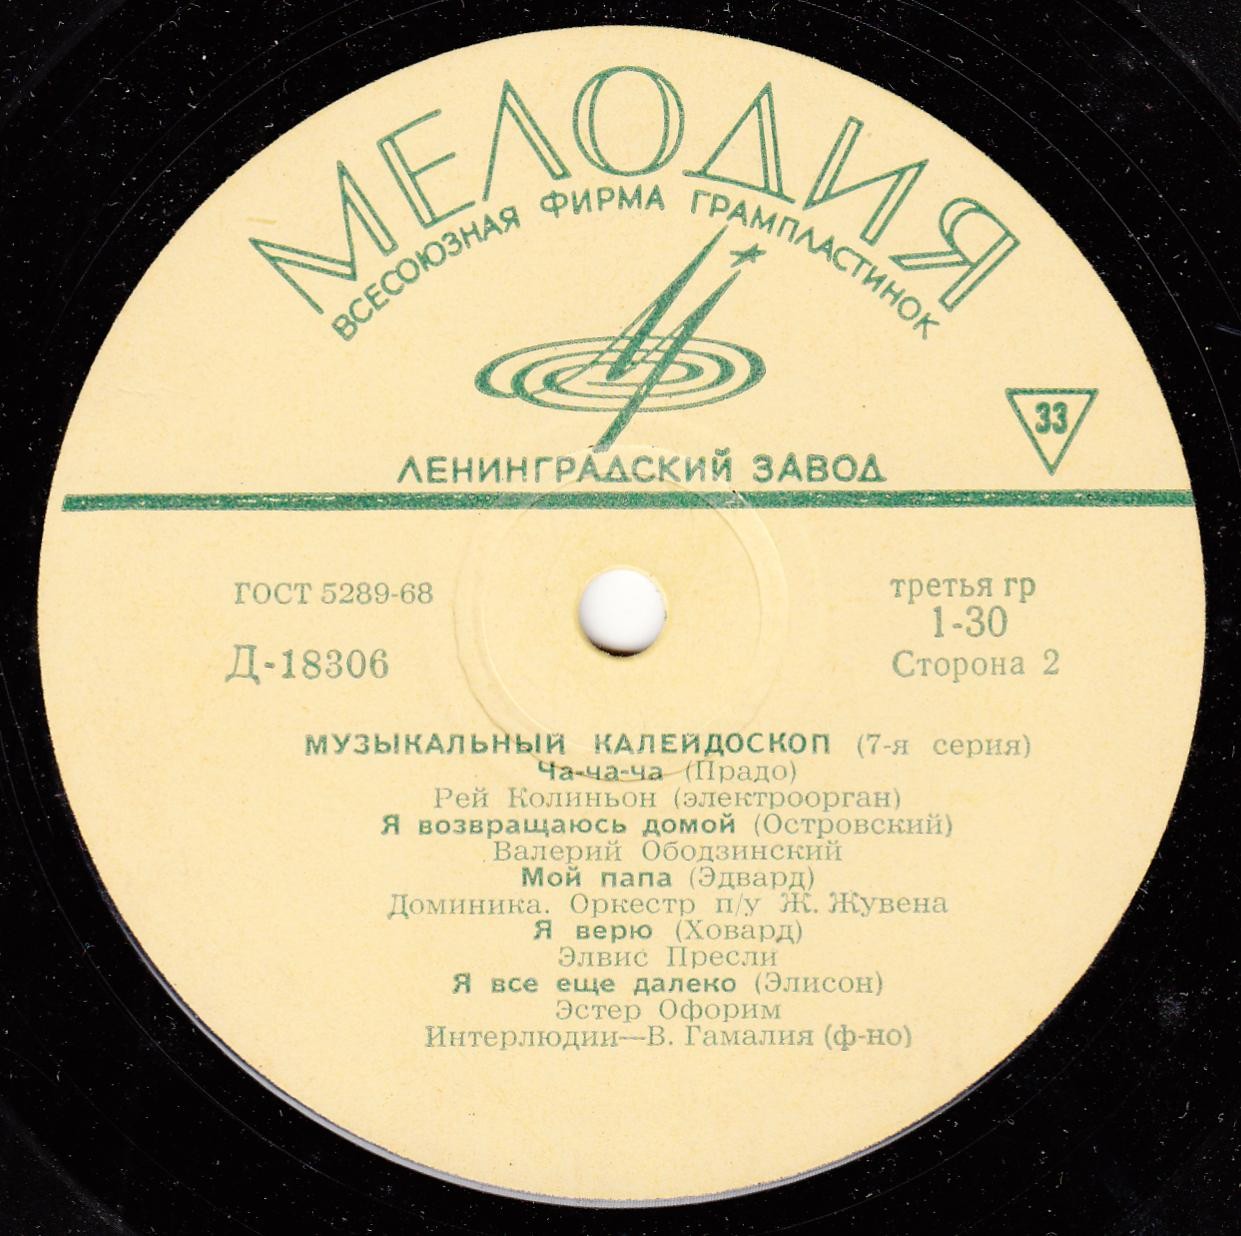 МЕЛОДИЯ
ВСЕСОЮЗНАЯ ФИРМА ГРАМПЛАСТИНОК
33
ЛЕНИНГРАДСКИЙ ЗАВОД
ГОСТ 5289-68
третья гр
1-30
Д-18306
Сторона 2
МУЗЫКАЛЬНЫЙ КАЛЕЙДОСКОП (7-я серия)
Ча-ча-ча (Прадо)
Рей Колиньон (электроорган)
Я возвращаюсь домой (Островский)
Валерий Ободзинский
Мой папа (Эдвард)
Доминика. Оркестр п/у Ж. Жувена
Я верю (Ховард)
Элвис Пресли
Я все еще далеко (Элисон)
Эстер Офорим
Интерлюдии—В. Гамалия (ф-но)